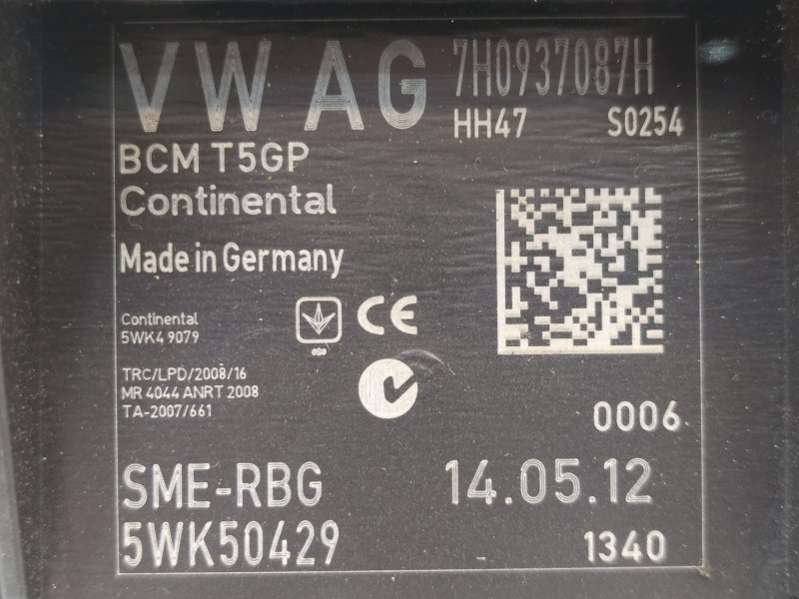 VW AG 7H0937087H
HH47 S0254
BCM T5GP
Continental
Made in Germany
Continental
5WK4 9079
CE
TRC/LPD/2008/16
MR 4044 ANRT 2008
TA-2007/661
0006
SME-RBG 14.05.12
5WK50429 1340